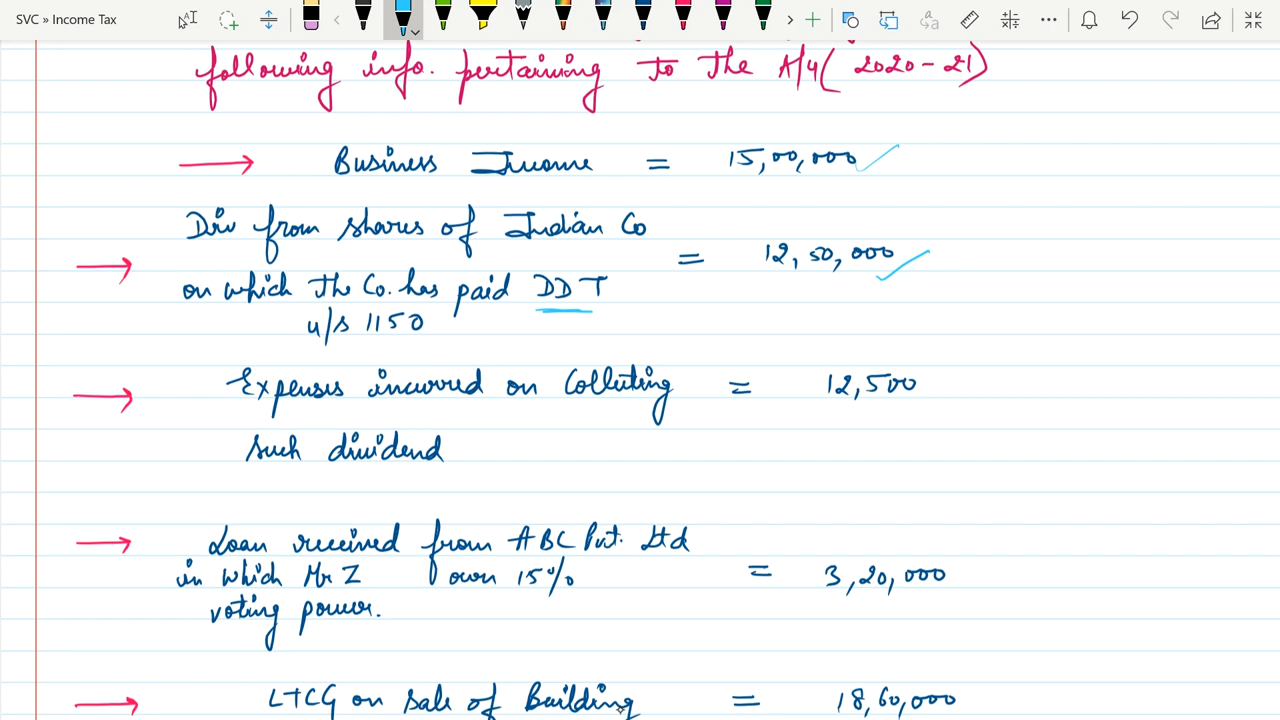 SVC » Income Tax
following info. pertaining to the A/y( 2020-21)
Business Income = 15,00,000
Div from shares of Indian Co
= 12,50,000
on which the Co. has paid DDT
u/s 115O
Expenses incurred on Collecting = 12,500
such dividend
Loan received from ABC Pvt. Ltd
in which Mr Z own 15% = 3,20,000
voting power.
LTCG on sale of Building = 18,60,000